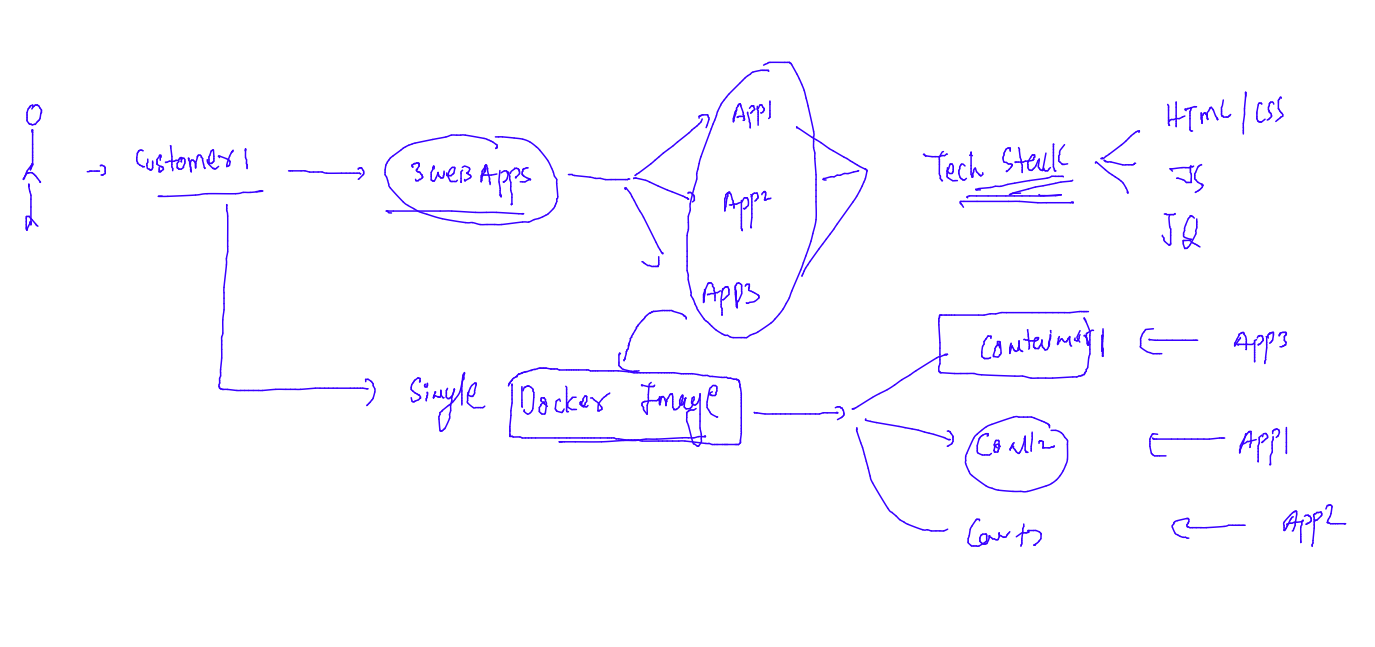 Customer1
3 WEB Apps
App1
App2
App3
Tech Stack
HTML/CSS
JS
JQ
Single Docker Image
Container1
App3
Cont2
App1
App2